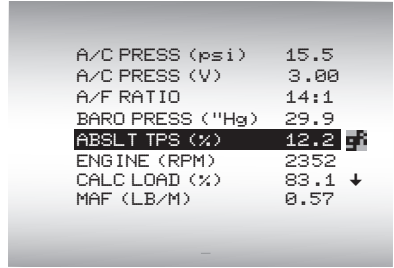 A/C PRESS (psi) 15.5
A/C PRESS (V) 3.00
A/F RATIO 14:1
BARO PRESS ("Hg) 29.9
ABSLT TPS (%) 12.2
ENGINE (RPM) 2352
CALC LOAD (%) 83.1 ↓
MAF (LB/M) 0.57